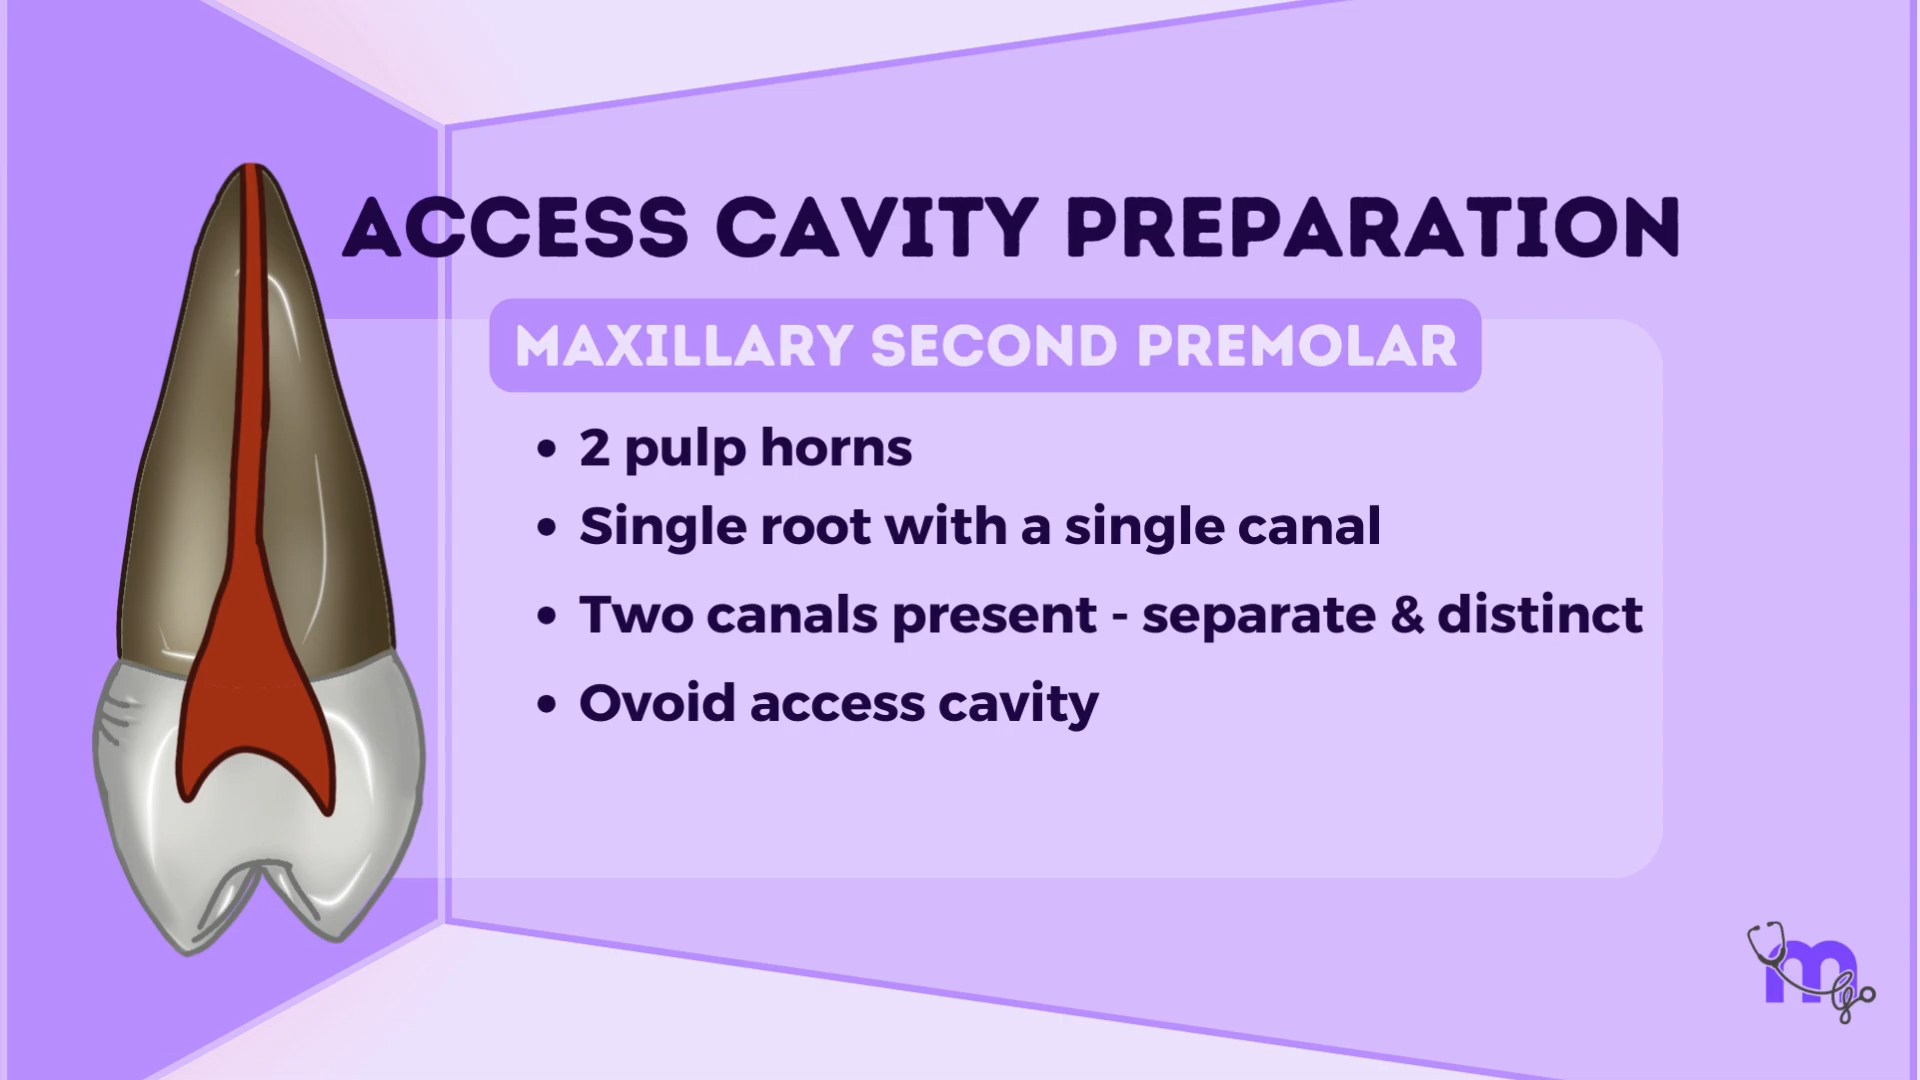 ACCESS CAVITY PREPARATION
MAXILLARY SECOND PREMOLAR
• 2 pulp horns
• Single root with a single canal
• Two canals present - separate & distinct
• Ovoid access cavity
m
go